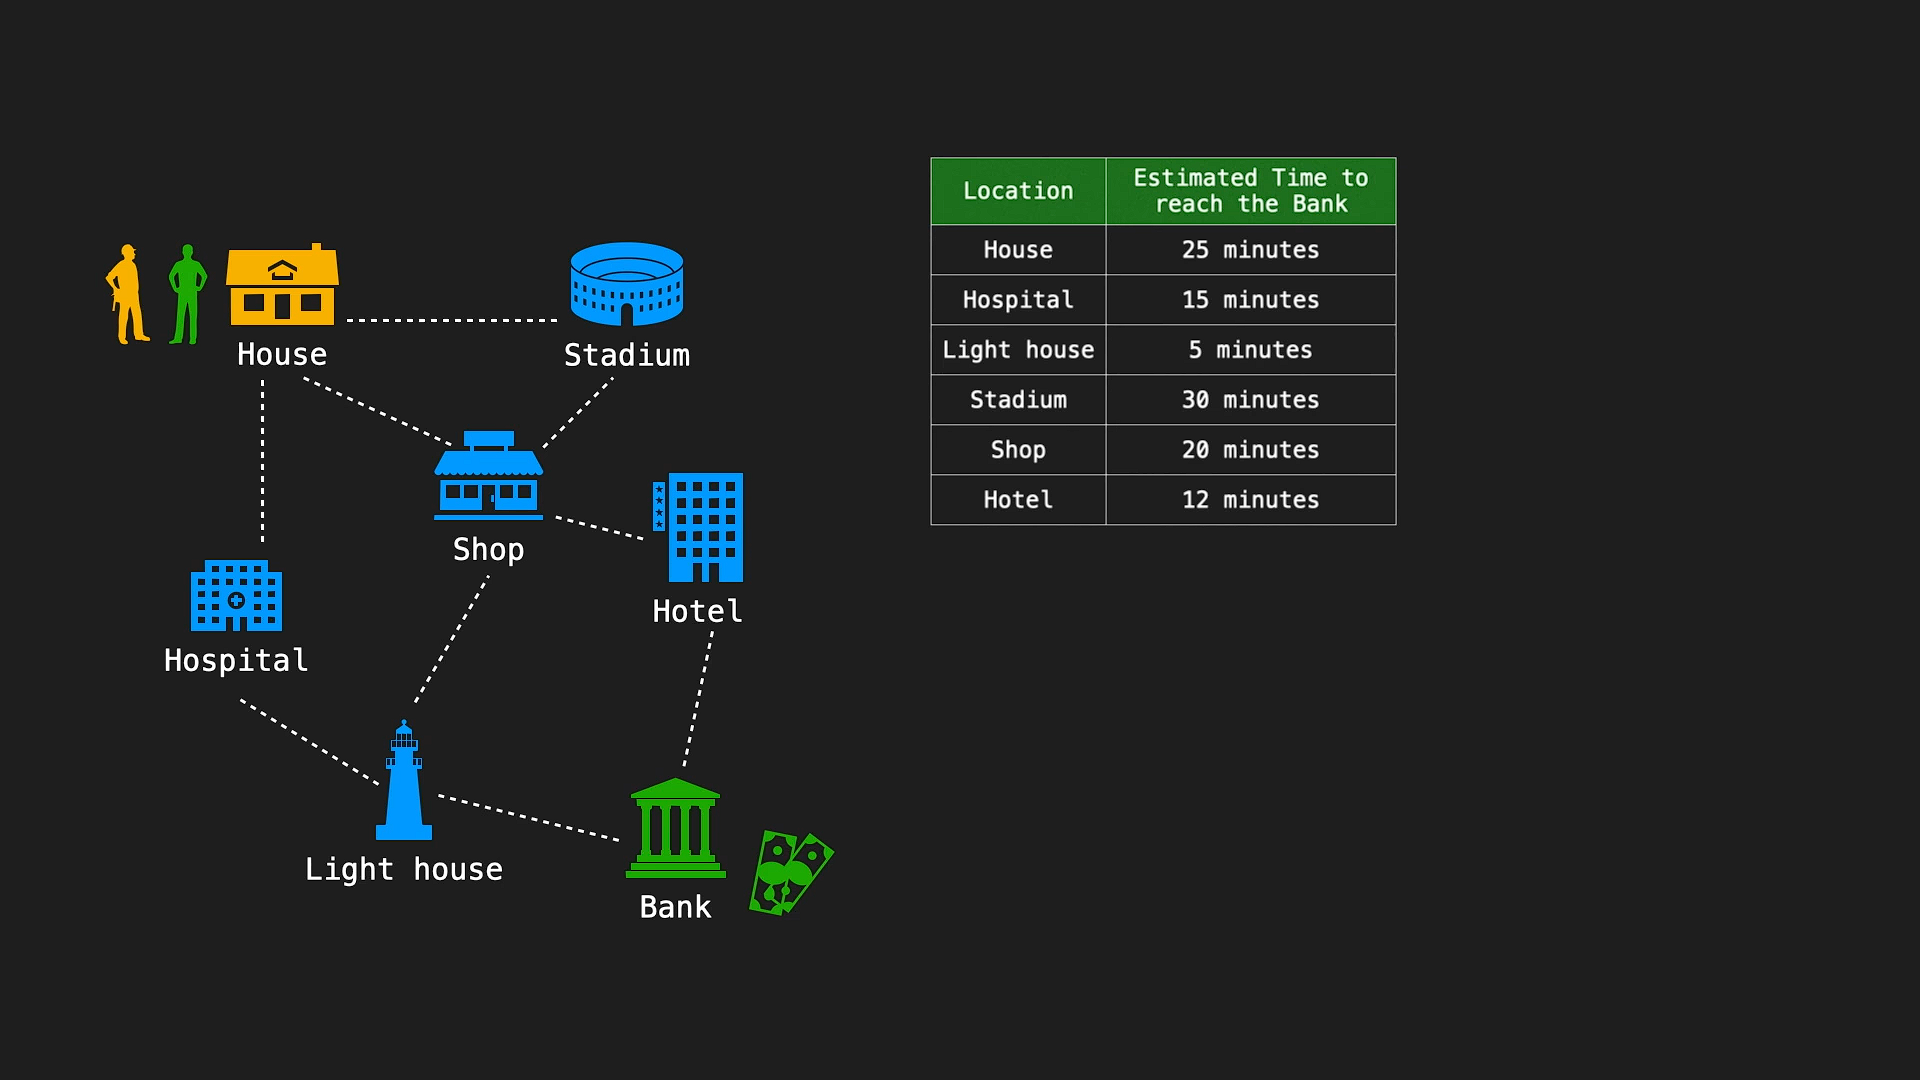 House
Stadium
Shop
Hotel
Hospital
Light house
Bank
Location
Estimated Time to
reach the Bank
House
25 minutes
Hospital
15 minutes
Light house
5 minutes
Stadium
30 minutes
Shop
20 minutes
Hotel
12 minutes